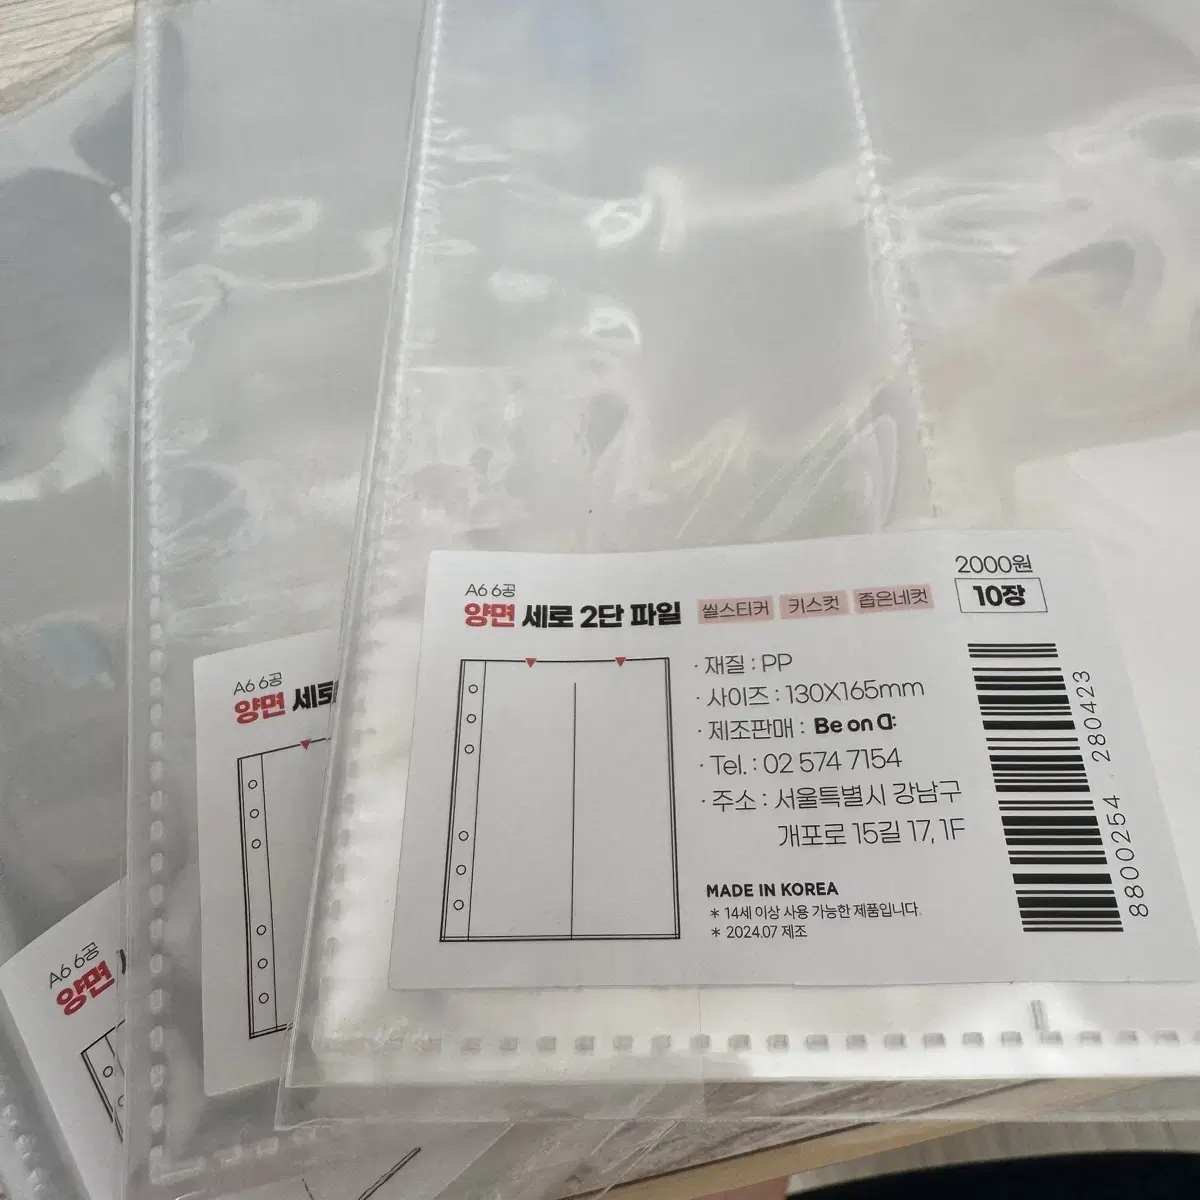 A6 6공
양면 세로 2단 파일
씰스티커 키스컷 좁은네컷
2000원
10장
· 재질 : PP
· 사이즈 : 130X165mm
· 제조판매 : Be on D:
· Tel. : 02 574 7154
· 주소 : 서울특별시 강남구
개포로 15길 17, 1F
MADE IN KOREA
* 14세 이상 사용 가능한 제품입니다.
* 2024.07 제조
8800254 280423
A6 6공
양면 세로
A6 6공
양면